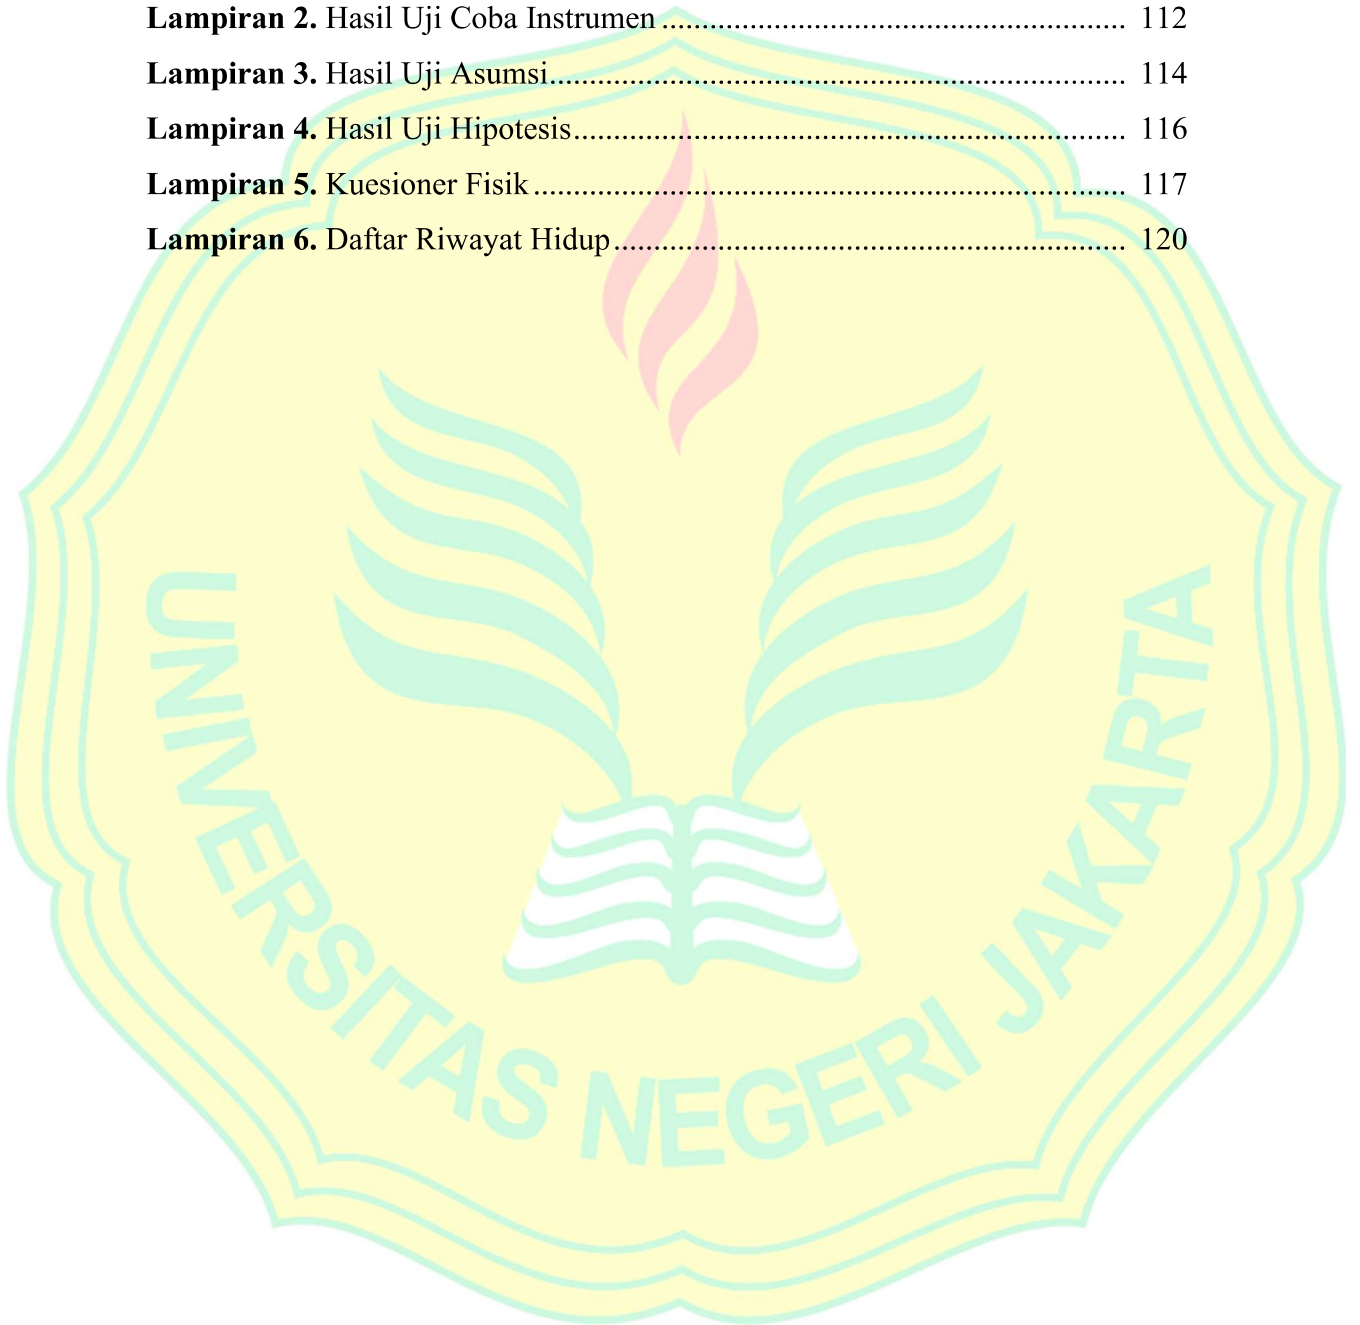 Lampiran 2. Hasil Uji Coba Instrumen .......................................................... 112
Lampiran 3. Hasil Uji Asumsi........................................................................ 114
Lampiran 4. Hasil Uji Hipotesis..................................................................... 116
Lampiran 5. Kuesioner Fisik .......................................................................... 117
Lampiran 6. Daftar Riwayat Hidup................................................................ 120
UNIVERSITAS NEGERI JAKARTA